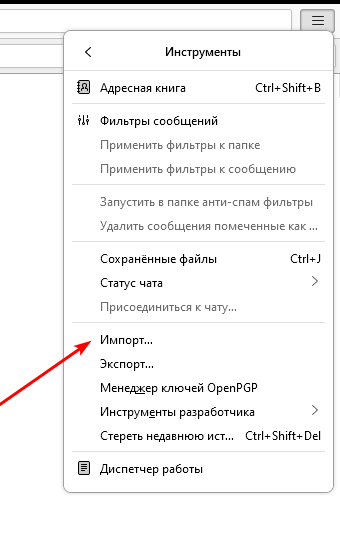 Инструменты
Адресная книга Ctrl+Shift+B
Фильтры сообщений
Применить фильтры к папке
Применить фильтры к сообщению
Запустить в папке анти-спам фильтры
Удалить сообщения помеченные как ...
Сохранённые файлы Ctrl+J
Статус чата
Присоединиться к чату...
Импорт...
Экспорт...
Менеджер ключей OpenPGP
Инструменты разработчика
Стереть недавнюю ист... Ctrl+Shift+Del
Диспетчер работы